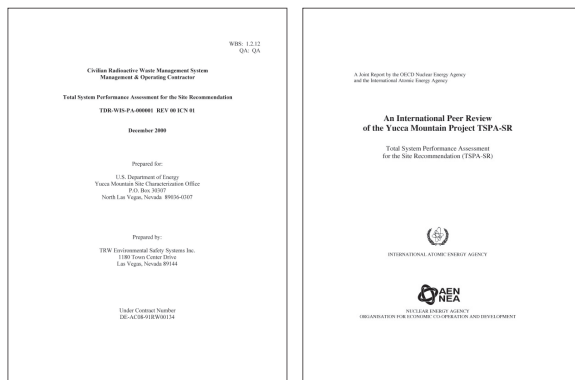 WBS: 1.2.12
QA: QA
Civilian Radioactive Waste Management System
Management & Operating Contractor
Total System Performance Assessment for the Site Recommendation
TDR-WIS-PA-000001 REV 00 ICN 01
December 2000
Prepared for:
U.S. Department of Energy
Yucca Mountain Site Characterization Office
P.O. Box 30307
North Las Vegas, Nevada 89036-0307
Prepared by:
TRW Environmental Safety Systems Inc.
1180 Town Center Drive
Las Vegas, Nevada 89144
Under Contract Number
DE-AC08-91RW00134
A Joint Report by the OECD Nuclear Energy Agency
and the International Atomic Energy Agency
An International Peer Review
of the Yucca Mountain Project TSPA-SR
Total System Performance Assessment
for the Site Recommendation (TSPA-SR)
INTERNATIONAL ATOMIC ENERGY AGENCY
AEN
NEA
NUCLEAR ENERGY AGENCY
ORGANISATION FOR ECONOMIC CO-OPERATION AND DEVELOPMENT